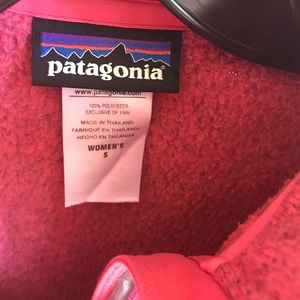 patagonia
www.patagonia.com
100% POLYESTER
EXCLUSIVE OF TRIM
MADE IN THAILAND
FABRIQUÉ EN THAÏLANDE
HECHO EN TAILANDIA
WOMEN'S
S